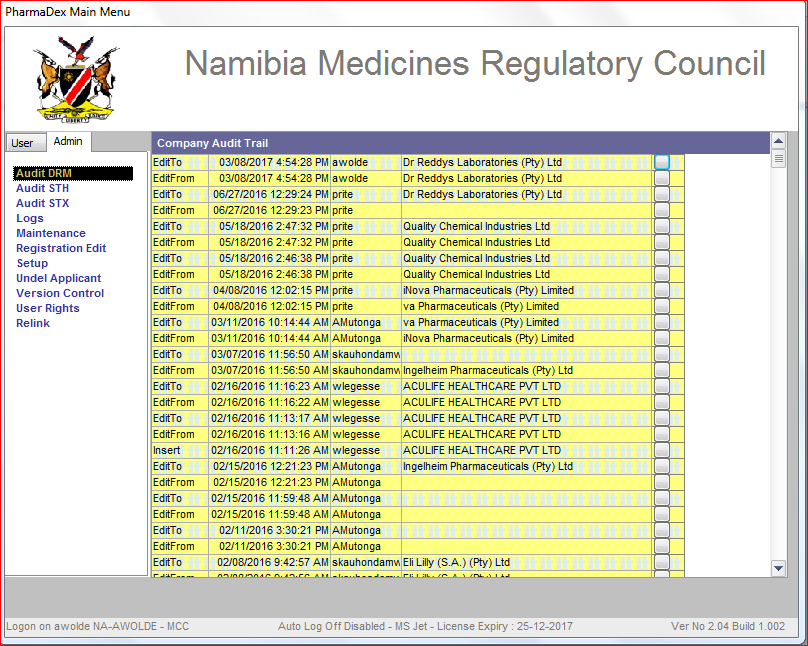 PharmaDex Main Menu
Namibia Medicines Regulatory Council
User Admin
Audit DRM
Audit STH
Audit STX
Logs
Maintenance
Registration Edit
Setup
Undel Applicant
Version Control
User Rights
Relink
Company Audit Trail
EditTo 03/08/2017 4:54:28 PM awolde Dr Reddys Laboratories (Pty) Ltd
EditFrom 03/08/2017 4:54:28 PM awolde Dr Reddys Laboratories (Pty) Ltd
EditTo 06/27/2016 12:29:24 PM prite Dr Reddys Laboratories (Pty) Ltd
EditFrom 06/27/2016 12:29:23 PM prite
EditTo 05/18/2016 2:47:32 PM prite Quality Chemical Industries Ltd
EditFrom 05/18/2016 2:47:32 PM prite Quality Chemical Industries Ltd
EditTo 05/18/2016 2:46:38 PM prite Quality Chemical Industries Ltd
EditFrom 05/18/2016 2:46:38 PM prite Quality Chemical Industries Ltd
EditTo 04/08/2016 12:02:15 PM prite iNova Pharmaceuticals (Pty) Limited
EditFrom 04/08/2016 12:02:15 PM prite va Pharmaceuticals (Pty) Limited
EditTo 03/11/2016 10:14:44 AM AMutonga va Pharmaceuticals (Pty) Limited
EditFrom 03/11/2016 10:14:44 AM AMutonga iNova Pharmaceuticals (Pty) Limited
EditTo 03/07/2016 11:56:50 AM skauhondamw
EditFrom 03/07/2016 11:56:50 AM skauhondamw Ingelheim Pharmaceuticals (Pty) Ltd
EditTo 02/16/2016 11:16:23 AM wlegesse ACULIFE HEALTHCARE PVT LTD
EditFrom 02/16/2016 11:16:22 AM wlegesse ACULIFE HEALTHCARE PVT LTD
EditTo 02/16/2016 11:13:17 AM wlegesse ACULIFE HEALTHCARE PVT LTD
EditFrom 02/16/2016 11:13:16 AM wlegesse ACULIFE HEALTHCARE PVT LTD
Insert 02/16/2016 11:11:26 AM wlegesse ACULIFE HEALTHCARE PVT LTD
EditTo 02/15/2016 12:21:23 PM AMutonga Ingelheim Pharmaceuticals (Pty) Ltd
EditFrom 02/15/2016 12:21:23 PM AMutonga
EditTo 02/15/2016 11:59:48 AM AMutonga
EditFrom 02/15/2016 11:59:48 AM AMutonga
EditTo 02/11/2016 3:30:21 PM AMutonga
EditFrom 02/11/2016 3:30:21 PM AMutonga
EditTo 02/08/2016 9:42:57 AM skauhondamw Eli Lilly (S.A.) (Pty) Ltd
EditFrom 02/08/2016 9:42:56 AM skauhondamw Eli Lilly (S.A.) (Pty) Ltd
Logon on awolde NA-AWOLDE - MCC Auto Log Off Disabled - MS Jet - License Expiry : 25-12-2017 Ver No 2.04 Build 1.002